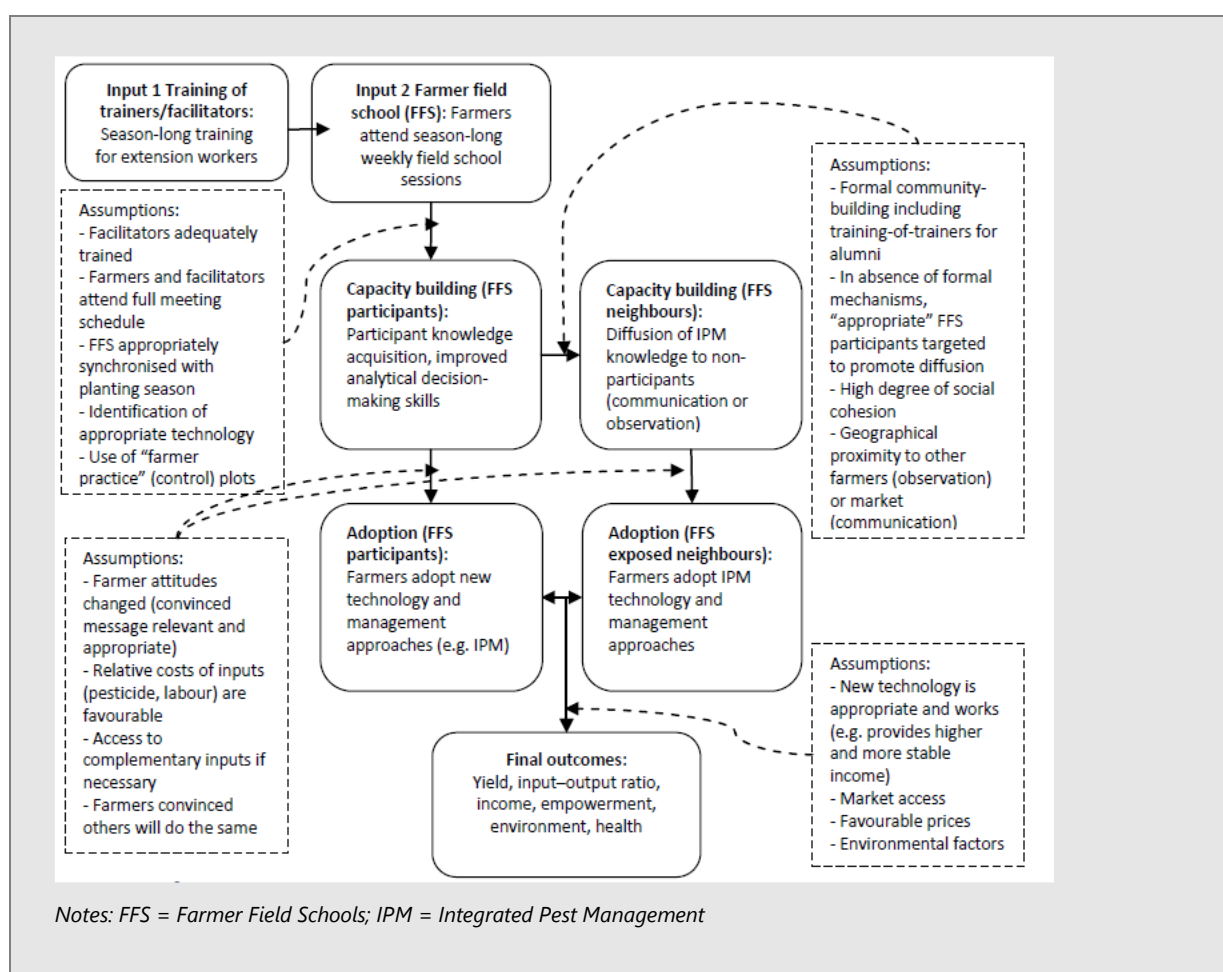 Input 1 Training of
trainers/facilitators:
Season-long training
for extension workers
Input 2 Farmer field
school (FFS): Farmers
attend season-long
weekly field school
sessions
Assumptions:
- Facilitators adequately
trained
- Farmers and facilitators
attend full meeting
schedule
- FFS appropriately
synchronised with
planting season
- Identification of
appropriate technology
- Use of “farmer
practice” (control) plots
Capacity building (FFS
participants):
Participant knowledge
acquisition, improved
analytical decision-
making skills
Capacity building (FFS
neighbours):
Diffusion of IPM
knowledge to non-
participants
(communication or
observation)
Assumptions:
- Formal community-
building including
training-of-trainers for
alumni
- In absence of formal
mechanisms,
“appropriate” FFS
participants targeted
to promote diffusion
- High degree of social
cohesion
- Geographical
proximity to other
farmers (observation)
or market
(communication)
Assumptions:
- Farmer attitudes
changed (convinced
message relevant and
appropriate)
- Relative costs of inputs
(pesticide, labour) are
favourable
- Access to
complementary inputs if
necessary
- Farmers convinced
others will do the same
Adoption (FFS
participants):
Farmers adopt new
technology and
management
approaches (e.g. IPM)
Adoption (FFS
exposed neighbours):
Farmers adopt IPM
technology and
management
approaches
Assumptions:
- New technology is
appropriate and works
(e.g. provides higher
and more stable
income)
- Market access
- Favourable prices
- Environmental factors
Final outcomes:
Yield, input–output ratio,
income, empowerment,
environment, health
Notes: FFS = Farmer Field Schools; IPM = Integrated Pest Management